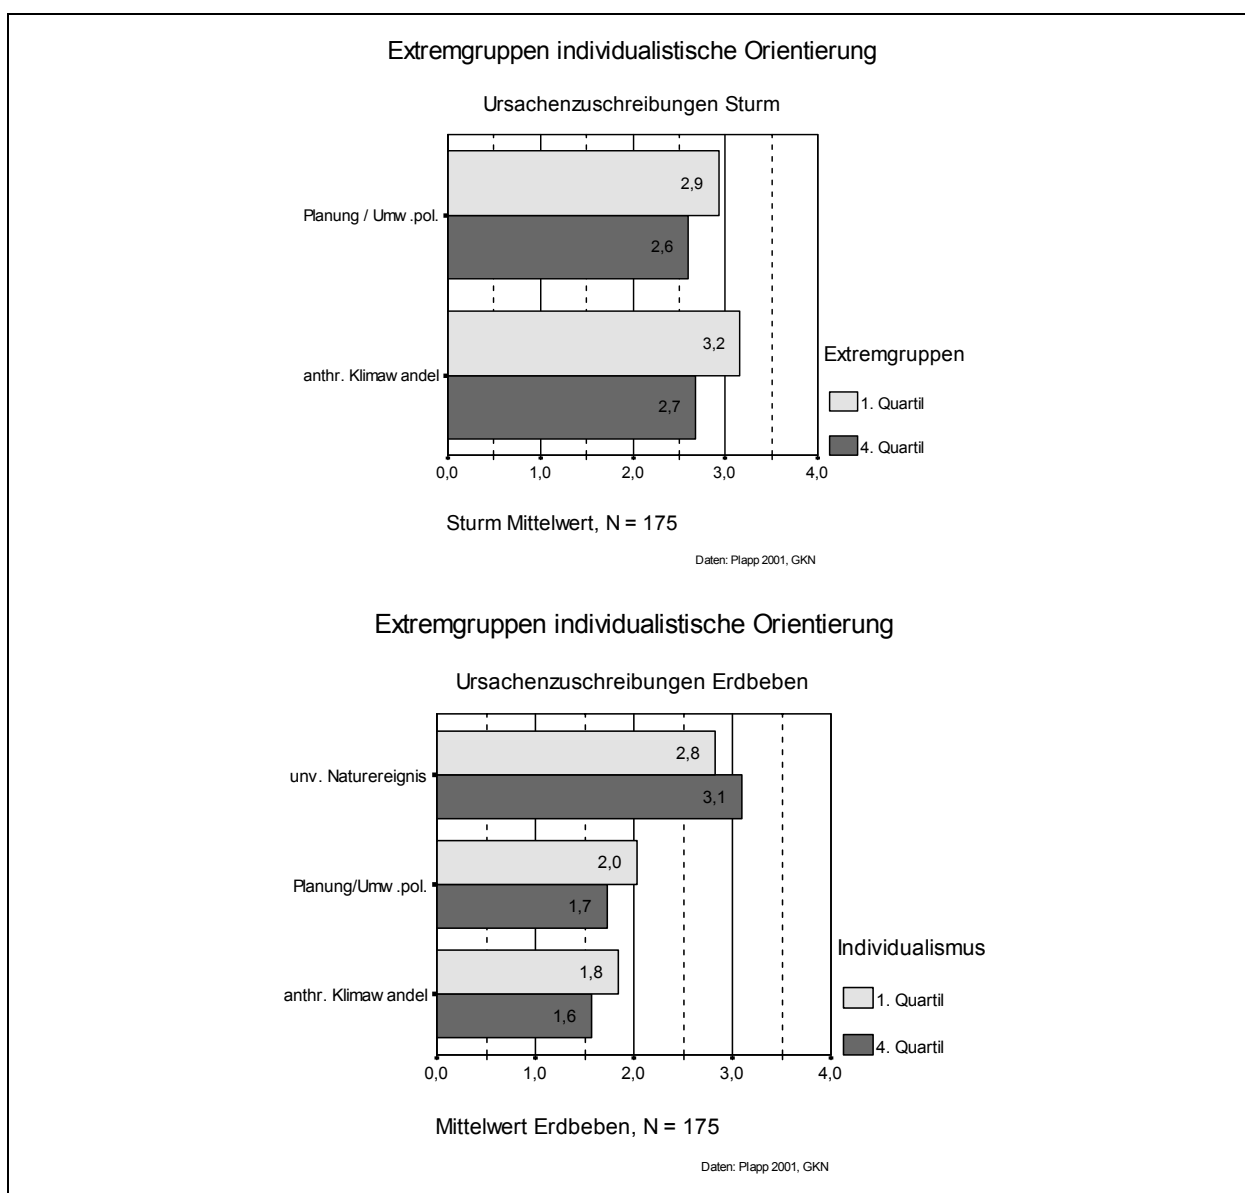 Extremgruppen individualistische Orientierung
Ursachenzuschreibungen Sturm
Planung / Umw.pol.
2,9
2,6
anthr. Klimawandel
3,2
2,7
0,0 1,0 2,0 3,0 4,0
Extremgruppen
1. Quartil
4. Quartil
Sturm Mittelwert, N = 175
Daten: Plapp 2001, GKN
Extremgruppen individualistische Orientierung
Ursachenzuschreibungen Erdbeben
unv. Naturereignis
2,8
3,1
Planung/Umw.pol.
2,0
1,7
anthr. Klimawandel
1,8
1,6
0,0 1,0 2,0 3,0 4,0
Individualismus
1. Quartil
4. Quartil
Mittelwert Erdbeben, N = 175
Daten: Plapp 2001, GKN